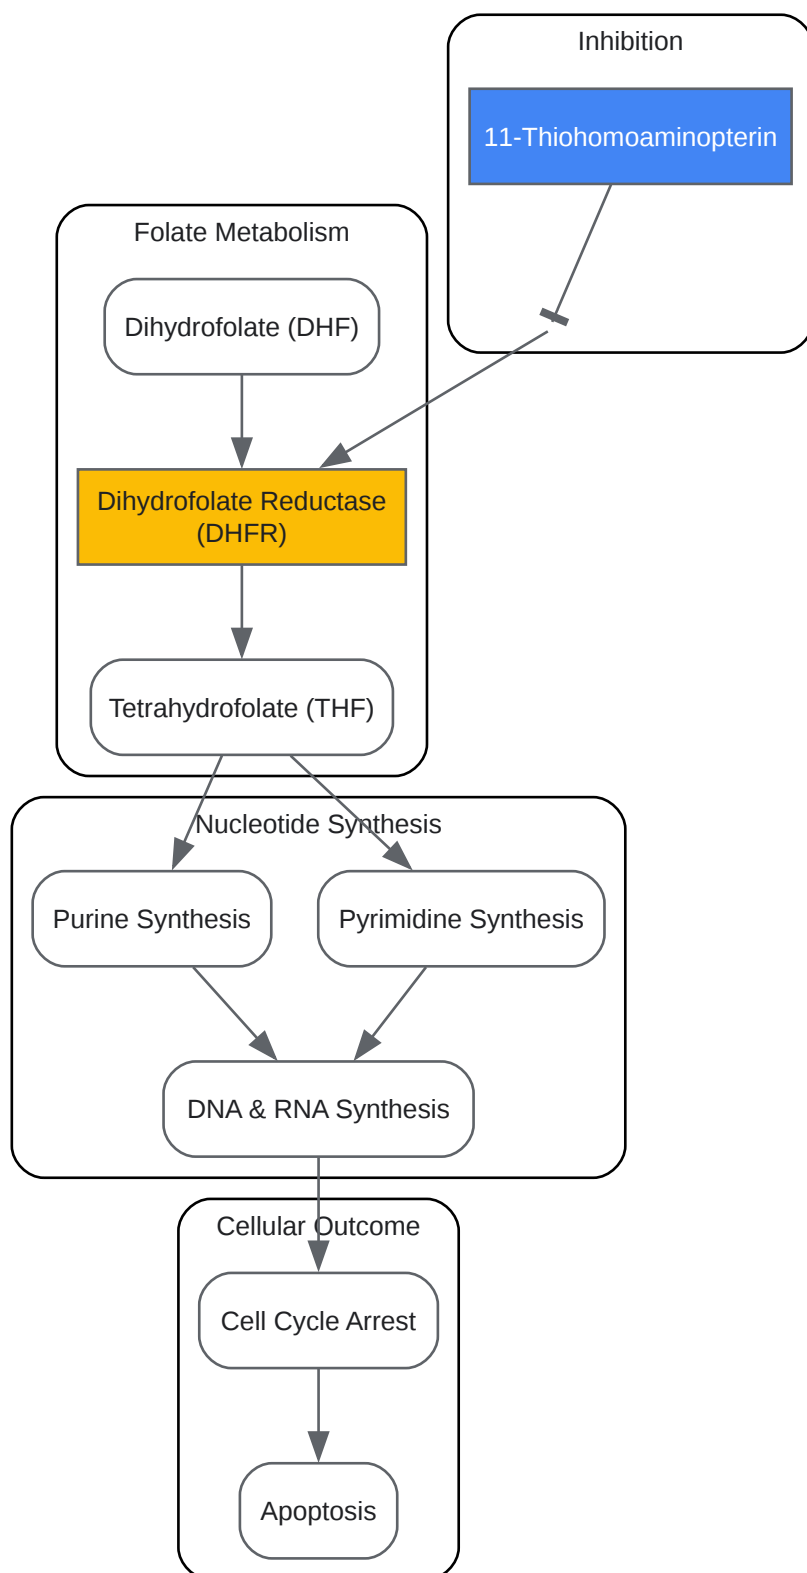 Inhibition
11-Thiohomoaminopterin
Folate Metabolism
Dihydrofolate (DHF)
Dihydrofolate Reductase
(DHFR)
Tetrahydrofolate (THF)
Nucleotide Synthesis
Purine Synthesis
Pyrimidine Synthesis
DNA & RNA Synthesis
Cellular Outcome
Cell Cycle Arrest
Apoptosis